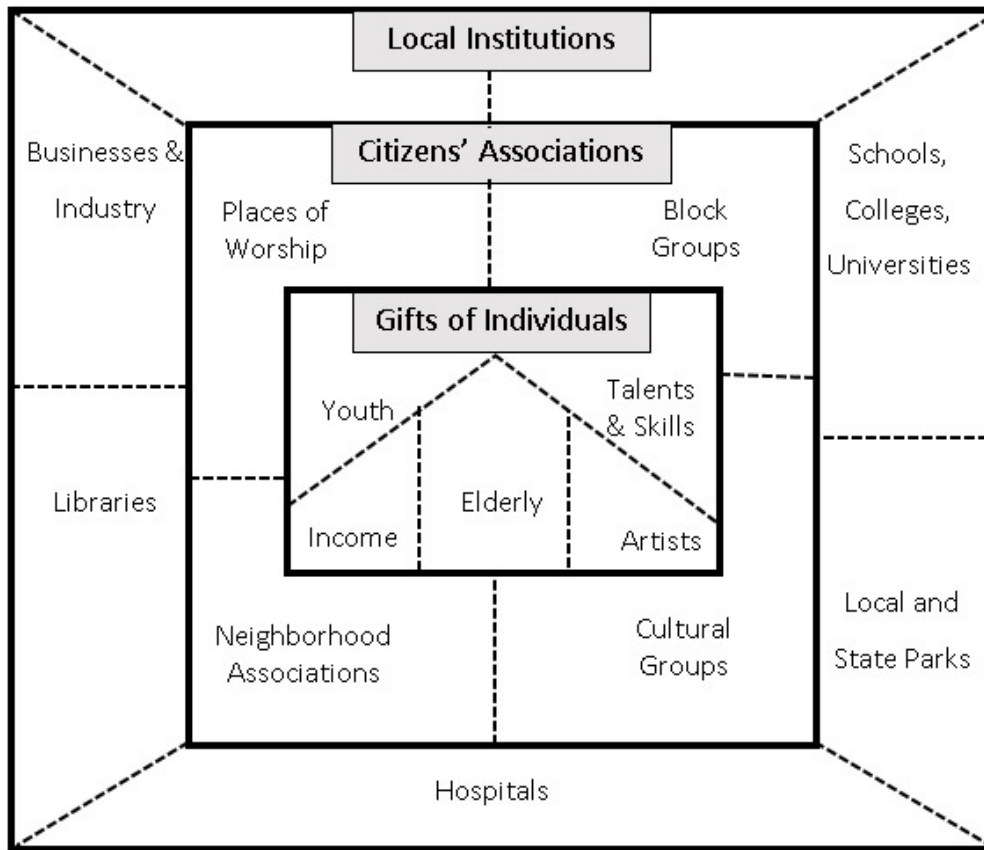 Local Institutions
Businesses &
Industry
Schools,
Colleges,
Universities
Citizens’ Associations
Places of
Worship
Block
Groups
Gifts of Individuals
Youth
Talents
& Skills
Income
Elderly
Artists
Libraries
Neighborhood
Associations
Cultural
Groups
Local and
State Parks
Hospitals